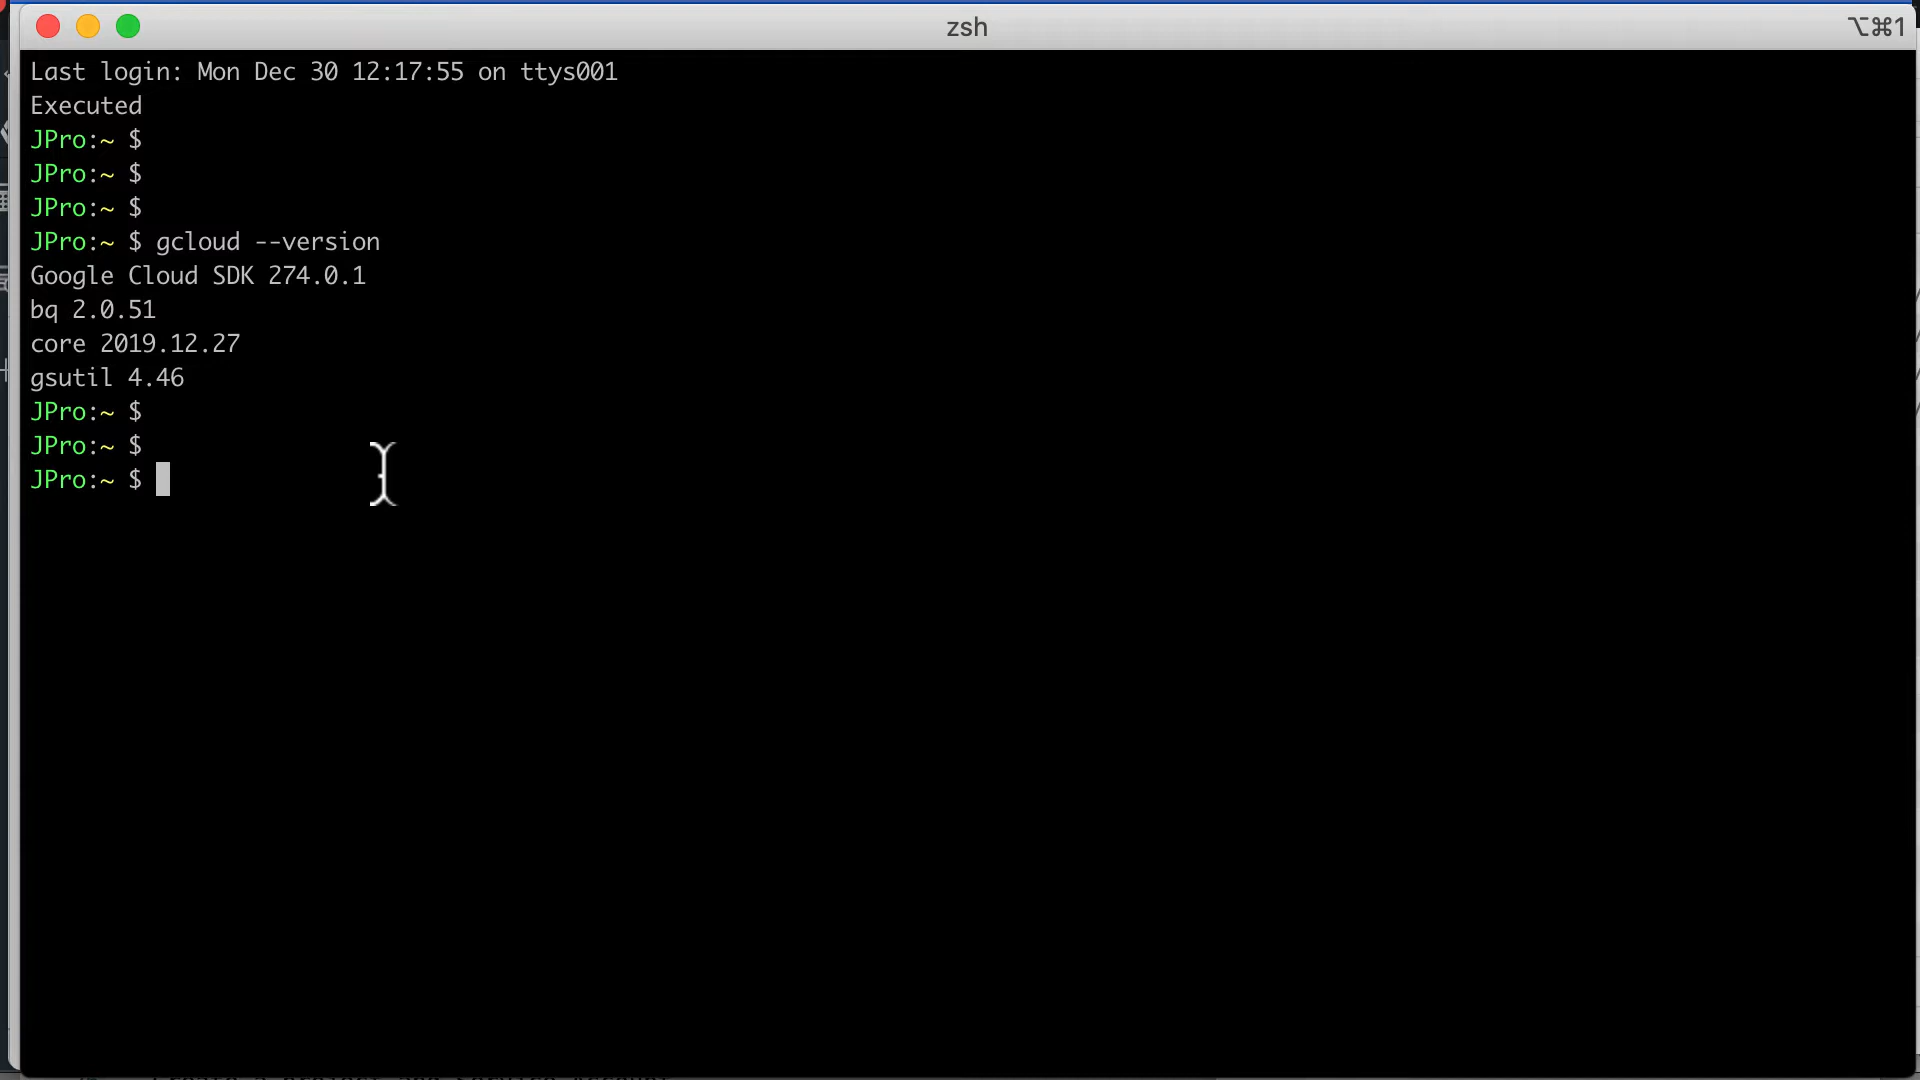 zsh
⌥⌘1
Last login: Mon Dec 30 12:17:55 on ttys001
Executed
JPro:~ $
JPro:~ $
JPro:~ $
JPro:~ $ gcloud --version
Google Cloud SDK 274.0.1
bq 2.0.51
core 2019.12.27
gsutil 4.46
JPro:~ $
JPro:~ $
JPro:~ $